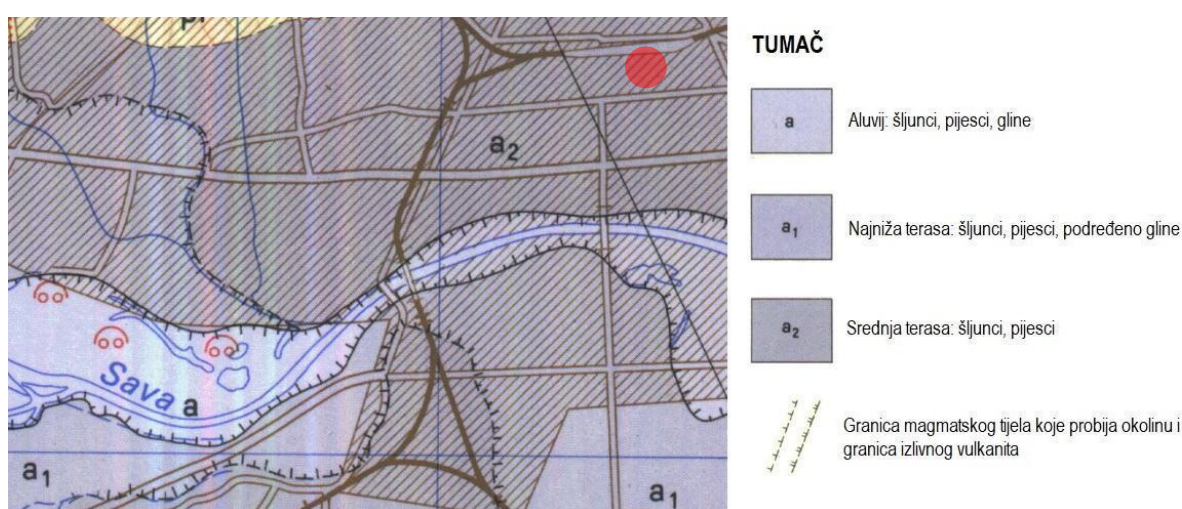 pl
a2
Sava a
a1
a1
TUMAČ
a
Aluvij: šljunci, pijesci, gline
a1
Najniža terasa: šljunci, pijesci, podređeno gline
a2
Srednja terasa: šljunci, pijesci
Granica magmatskog tijela koje probija okolinu i
granica izlivnog vulkanita